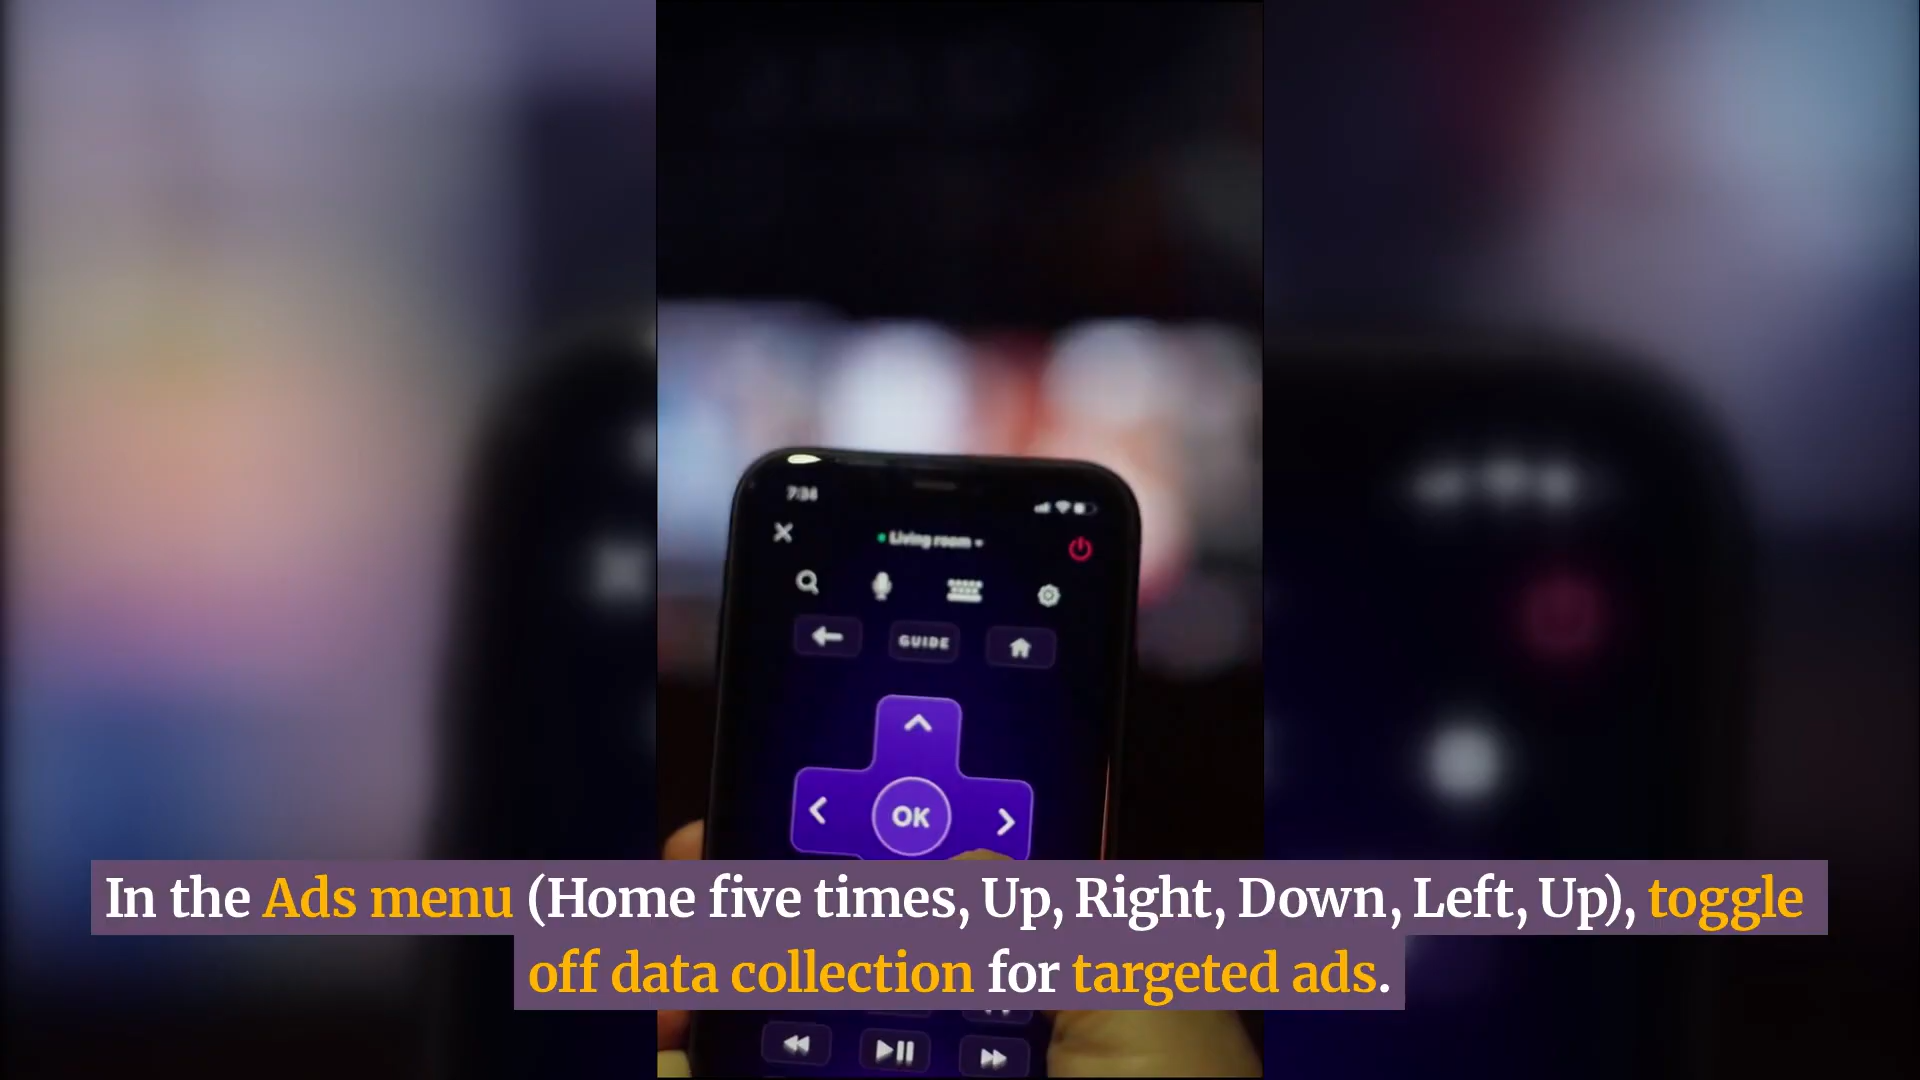 7:34
Living room
GUIDE
OK
In the Ads menu (Home five times, Up, Right, Down, Left, Up), toggle
off data collection for targeted ads.